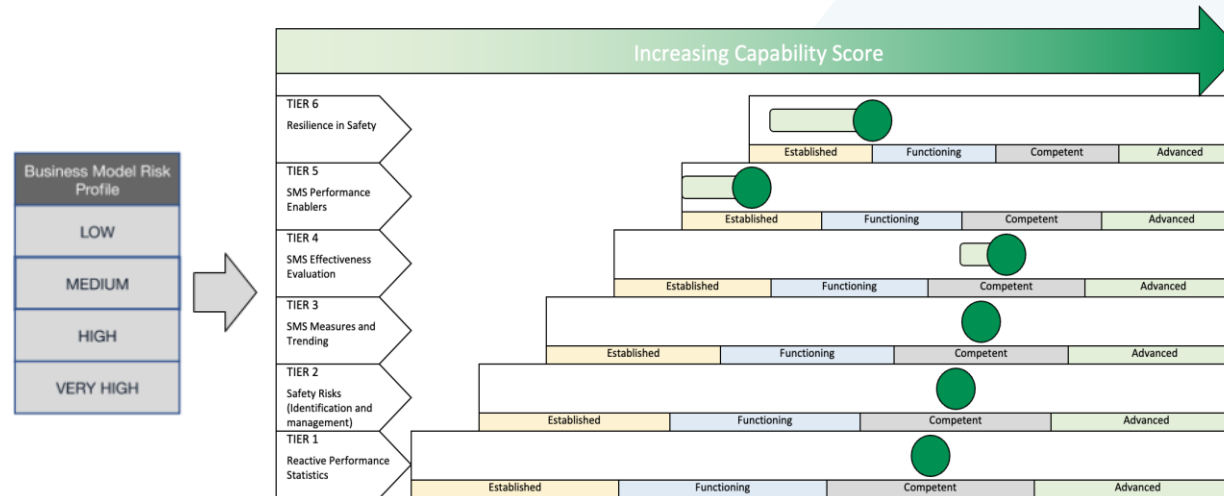 Increasing Capability Score
Business Model Risk
Profile
LOW
MEDIUM
HIGH
VERY HIGH
TIER 6
Resilience in Safety
Established Functioning Competent Advanced
TIER 5
SMS Performance
Enablers
Established Functioning Competent Advanced
TIER 4
SMS Effectiveness
Evaluation
Established Functioning Competent Advanced
TIER 3
SMS Measures and
Trending
Established Functioning Competent Advanced
TIER 2
Safety Risks
(Identification and
management)
Established Functioning Competent Advanced
TIER 1
Reactive Performance
Statistics
Established Functioning Competent Advanced